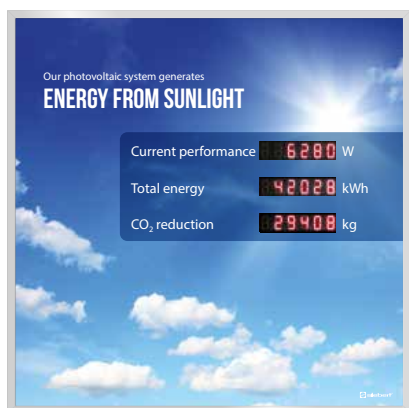 Our photovoltaic system generates
ENERGY FROM SUNLIGHT
Current performance 6280 W
Total energy 42028 kWh
CO₂ reduction 29408 kg